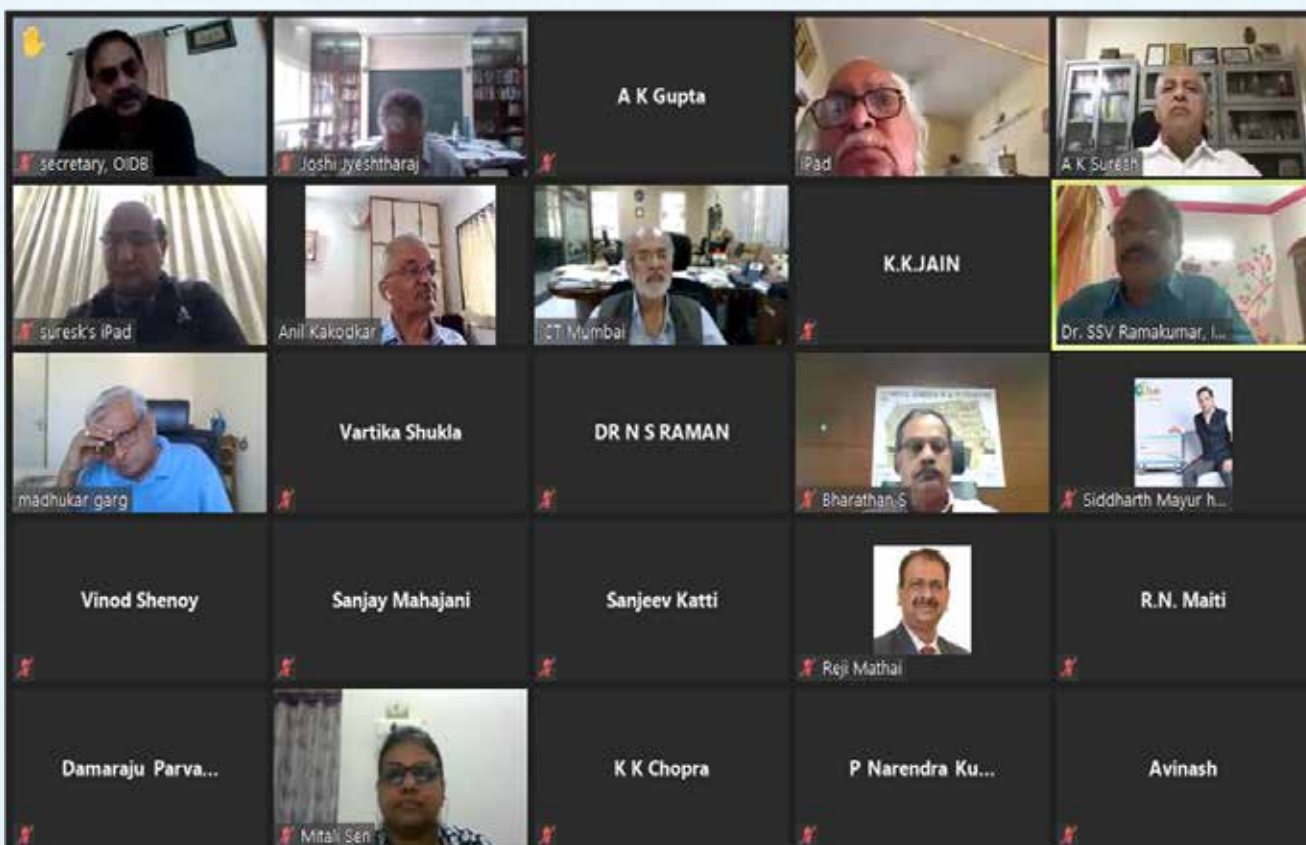 secretary, OIDB
Joshi Jyeshtharaj
A K Gupta
iPad
A K Suresh
suresk's iPad
Anil Kakodkar
ICT Mumbai
K.K.JAIN
Dr. SSV Ramakumar, I...
madhukar garg
Vartika Shukla
DR N S RAMAN
Bharathan S
Siddharth Mayur h...
Vinod Shenoy
Sanjay Mahajani
Sanjeev Katti
Reji Mathai
R.N. Maiti
Damaraju Parva...
Mitali Sen
K K Chopra
P Narendra Ku...
Avinash